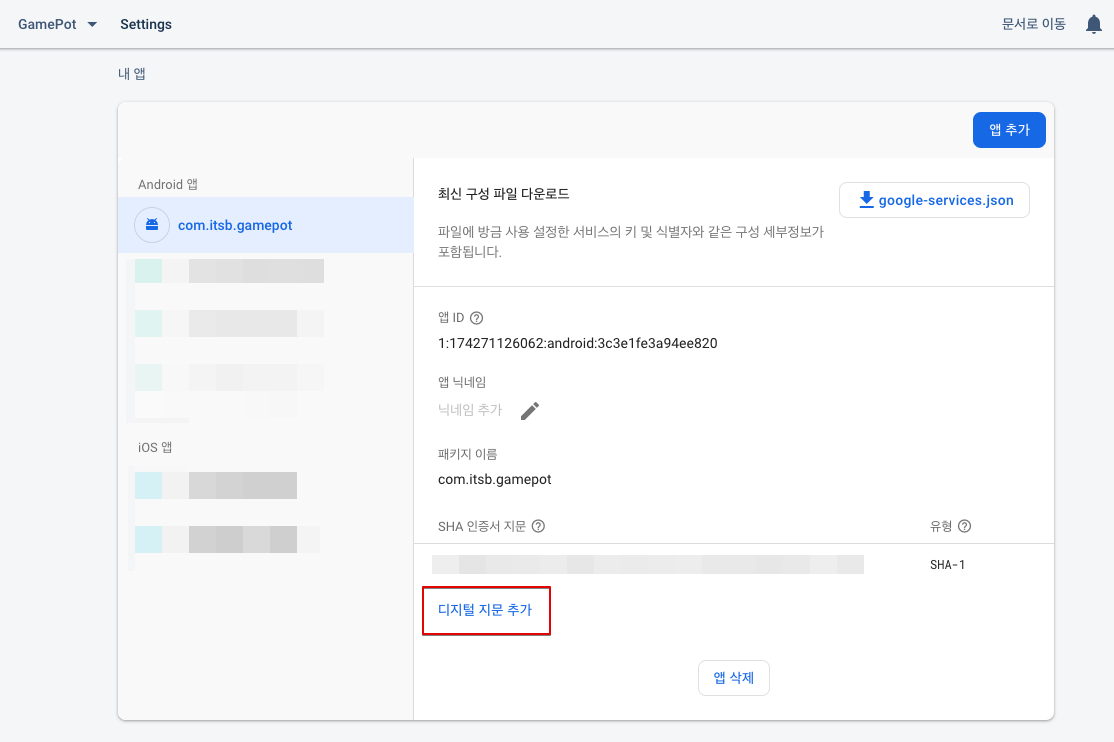 GamePot
Settings
문서로 이동
내 앱
앱 추가
Android 앱
com.itsb.gamepot
iOS 앱
최신 구성 파일 다운로드
google-services.json
파일에 방금 사용 설정한 서비스의 키 및 식별자와 같은 구성 세부정보가
포함됩니다.
앱 ID
1:174271126062:android:3c3e1fe3a94ee820
앱 닉네임
닉네임 추가
패키지 이름
com.itsb.gamepot
SHA 인증서 지문
유형
SHA-1
디지털 지문 추가
앱 삭제